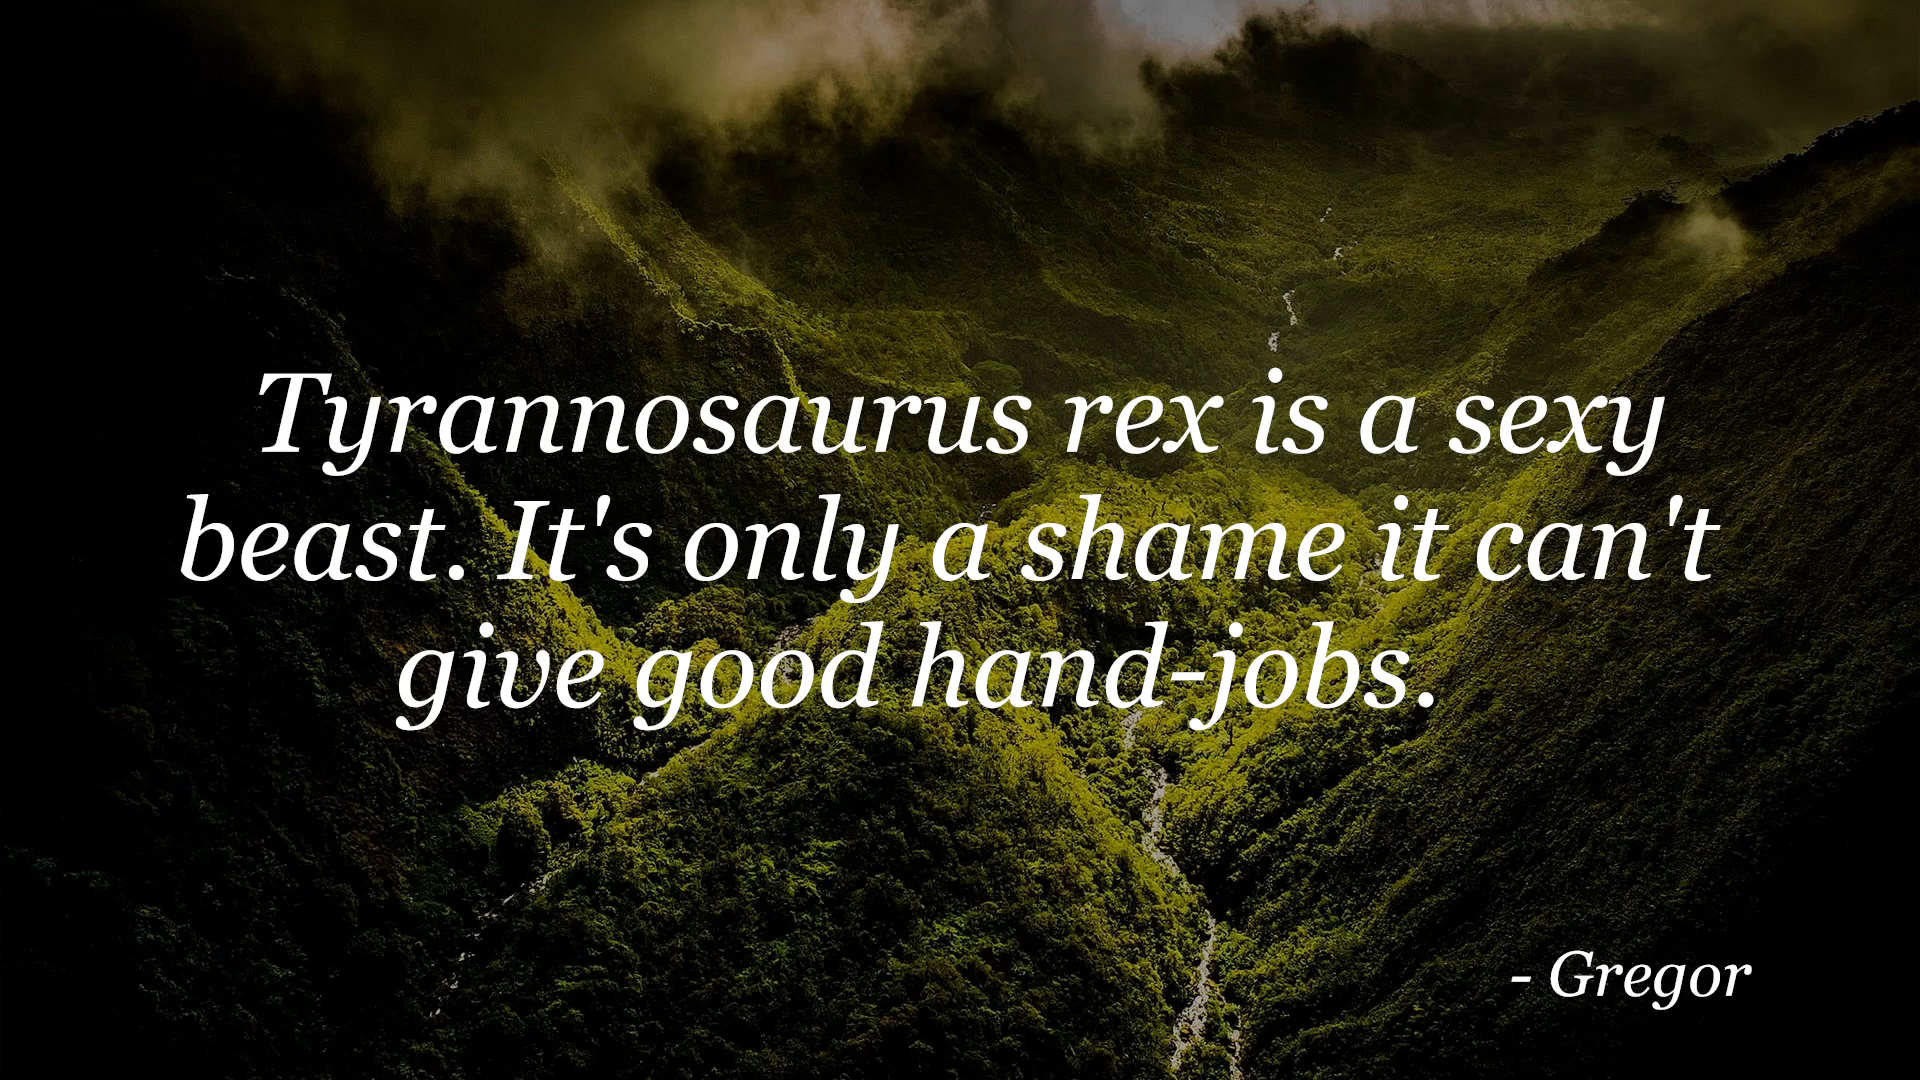 Tyrannosaurus rex is a sexy
beast. It's only a shame it can't
give good hand-jobs.
- Gregor